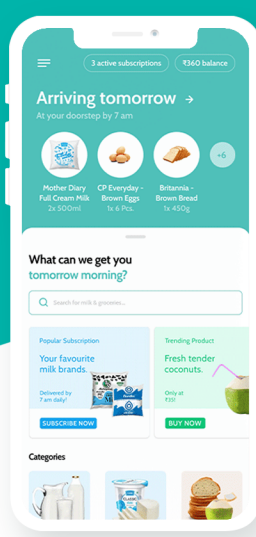 3 active subscriptions
₹360 balance
Arriving tomorrow →
At your doorstep by 7 am
Mother Diary
Full Cream Milk
2x 500ml
CP Everyday -
Brown Eggs
1x 6 Pcs.
Britannia -
Brown Bread
1x 450g
+6
What can we get you
tomorrow morning?
Search for milk & groceries...
Popular Subscription
Your favourite
milk brands.
Delivered by
7 am daily!
SUBSCRIBE NOW
Trending Product
Fresh tender
coconuts.
Only at
₹35!
BUY NOW
Categories